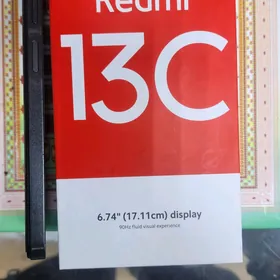 Redmi
13C
6.74" (17.11cm) display
90Hz fluid visual experience